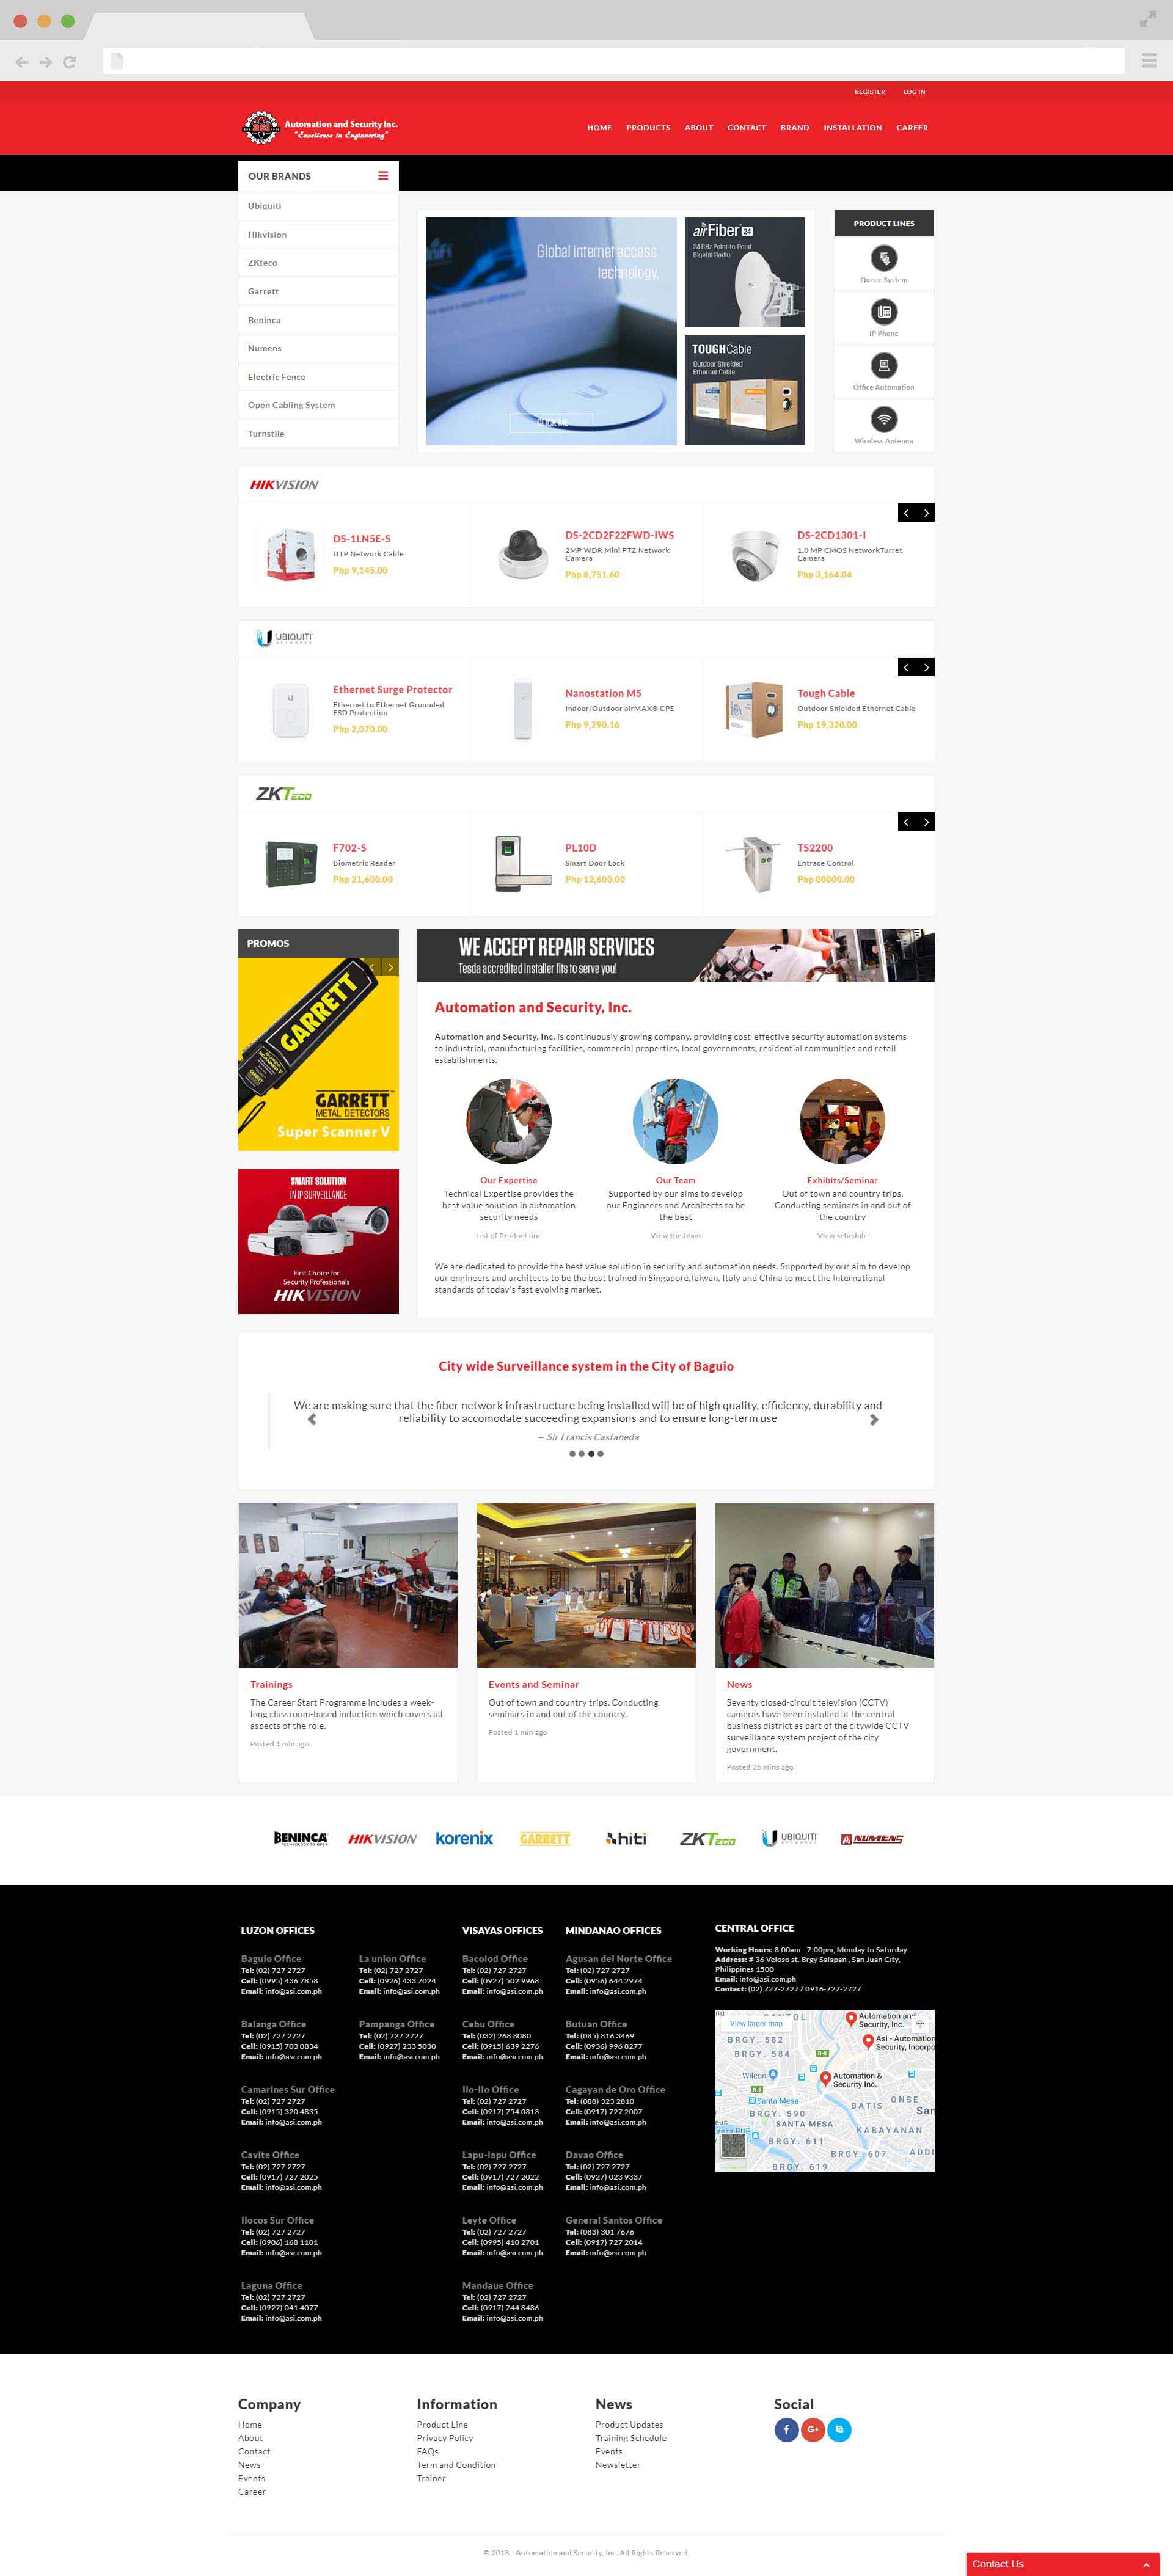 REGISTER LOG IN
Automation and Security Inc.
"Excellence in Engineering"
HOME PRODUCTS ABOUT CONTACT BRAND INSTALLATION CAREER
OUR BRANDS
Ubiquiti
Hikvision
ZKteco
Garrett
Beninca
Numens
Electric Fence
Open Cabling System
Turnstile
Global internet access
technology.
airFiber 24
24 GHz Point-to-Point
Gigabit Radio
TOUGHCable
Outdoor Shielded
Ethernet Cable
PRODUCT LINES
Queue System
IP Phone
Office Automation
Wireless Antenna
HIKVISION
DS-1LN5E-S
UTP Network Cable
Php 9,145.00
DS-2CD2F22FWD-IWS
2MP WDR Mini PTZ Network
Camera
Php 8,751.60
DS-2CD1301-I
1.0 MP CMOS NetworkTurret
Camera
Php 3,164.04
UBIQUITI
NETWORKS
Ethernet Surge Protector
Ethernet to Ethernet Grounded
ESD Protection
Php 2,070.00
Nanostation M5
Indoor/Outdoor airMAX® CPE
Php 9,290.16
Tough Cable
Outdoor Shielded Ethernet Cable
Php 19,320.00
ZKTeco
F702-S
Biometric Reader
Php 21,600.00
PL10D
Smart Door Lock
Php 12,600.00
TS2200
Entrace Control
Php 00000.00
PROMOS
GARRETT
GARRETT
METAL DETECTORS
Super Scanner V
SMART SOLUTION
IN IP SURVEILLANCE
First Choice for
Security Professionals
HIKVISION
WE ACCEPT REPAIR SERVICES
Tesda accredited installer fits to serve you!
Automation and Security, Inc.
Automation and Security, Inc. is continuously growing company, providing cost-effective security automation systems
to industrial, manufacturing facilities, commercial properties, local governments, residential communities and retail
establishments.
Our Expertise
Technical Expertise provides the
best value solution in automation
security needs
List of Product line
Our Team
Supported by our aims to develop
our Engineers and Architects to be
the best
View the team
Exhibits/Seminar
Out of town and country trips.
Conducting seminars in and out of
the country
View schedule
We are dedicated to provide the best value solution in security and automation needs. Supported by our aim to develop
our engineers and architects to be the best trained in Singapore,Taiwan, Italy and China to meet the international
standards of today's fast evolving market.
City wide Surveillance system in the City of Baguio
We are making sure that the fiber network infrastructure being installed will be of high quality, efficiency, durability and
reliability to accomodate succeeding expansions and to ensure long-term use
— Sir Francis Castaneda
Trainings
The Career Start Programme includes a week-
long classroom-based induction which covers all
aspects of the role.
Posted 1 min ago
Events and Seminar
Out of town and country trips. Conducting
seminars in and out of the country.
Posted 1 min ago
News
Seventy closed-circuit television (CCTV)
cameras have been installed at the central
business district as part of the citywide CCTV
surveillance system project of the city
government.
Posted 25 mins ago
BENINCA
TECHNOLOGY TO OPEN
HIKVISION
korenix
GARRETT
hiti
ZKTeco
UBIQUITI
NETWORKS
NUMENS
LUZON OFFICES
Baguio Office
Tel: (02) 727 2727
Cell: (0995) 436 7858
Email: info@asi.com.ph
Balanga Office
Tel: (02) 727 2727
Cell: (0915) 703 0834
Email: info@asi.com.ph
Camarines Sur Office
Tel: (02) 727 2727
Cell: (0915) 320 4835
Email: info@asi.com.ph
Cavite Office
Tel: (02) 727 2727
Cell: (0917) 727 2025
Email: info@asi.com.ph
Ilocos Sur Office
Tel: (02) 727 2727
Cell: (0906) 168 1101
Email: info@asi.com.ph
Laguna Office
Tel: (02) 727 2727
Cell: (0927) 041 4077
Email: info@asi.com.ph
La union Office
Tel: (02) 727 2727
Cell: (0926) 433 7024
Email: info@asi.com.ph
Pampanga Office
Tel: (02) 727 2727
Cell: (0927) 233 5030
Email: info@asi.com.ph
VISAYAS OFFICES
Bacolod Office
Tel: (02) 727 2727
Cell: (0927) 502 9968
Email: info@asi.com.ph
Cebu Office
Tel: (032) 268 8080
Cell: (0915) 639 2276
Email: info@asi.com.ph
Ilo-Ilo Office
Tel: (02) 727 2727
Cell: (0917) 754 0818
Email: info@asi.com.ph
Lapu-lapu Office
Tel: (02) 727 2727
Cell: (0917) 727 2022
Email: info@asi.com.ph
Leyte Office
Tel: (02) 727 2727
Cell: (0995) 410 2701
Email: info@asi.com.ph
Mandaue Office
Tel: (02) 727 2727
Cell: (0917) 744 8486
Email: info@asi.com.ph
MINDANAO OFFICES
Agusan del Norte Office
Tel: (02) 727 2727
Cell: (0956) 644 2974
Email: info@asi.com.ph
Butuan Office
Tel: (085) 816 3469
Cell: (0936) 996 8277
Email: info@asi.com.ph
Cagayan de Oro Office
Tel: (088) 323 2810
Cell: (0917) 727 2007
Email: info@asi.com.ph
Davao Office
Tel: (02) 727 2727
Cell: (0927) 023 9337
Email: info@asi.com.ph
General Santos Office
Tel: (083) 301 7676
Cell: (0917) 727 2014
Email: info@asi.com.ph
CENTRAL OFFICE
Working Hours: 8:00am - 7:00pm, Monday to Saturday
Address: # 36 Veloso st. Brgy Salapan , San Juan City,
Philippines 1500
Email: info@asi.com.ph
Contact: (02) 727-2727 / 0916-727-2727
View larger map
Automation and
Security, Inc.
BRGY. 582
Asi - Automation
Security, Incorpo
BRGY. 584
Wilcon
Automation &
Security Inc.
Santa Mesa
BATIS
ONSE
San
BRGY. 590
SANTA MESA
KABAYANAN
BRGY. 611
BRGY. 607
ADDI
BRGY. 619
Company
Home
About
Contact
News
Events
Career
Information
Product Line
Privacy Policy
FAQs
Term and Condition
Trainer
News
Product Updates
Training Schedule
Events
Newsletter
Social
© 2018 - Automation and Security, Inc. All Rights Reserved.
Contact Us